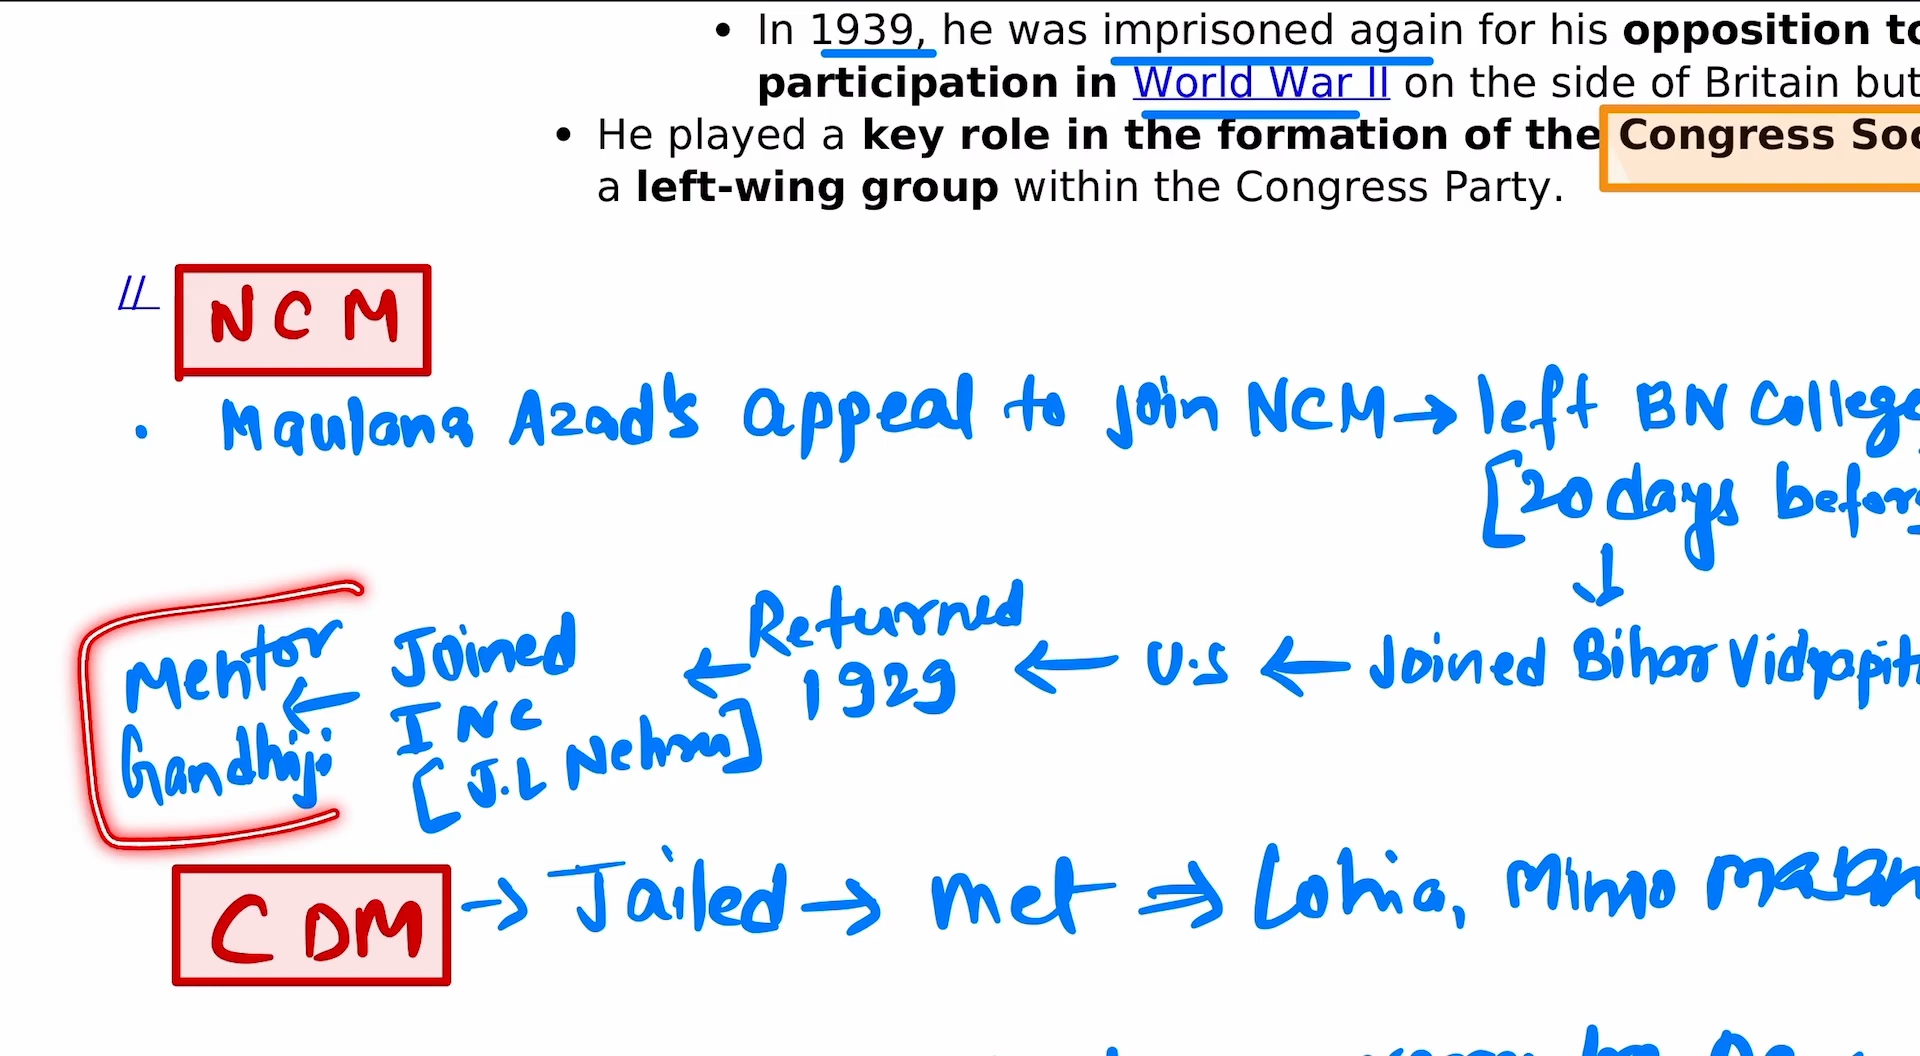 • In 1939, he was imprisoned again for his opposition to
participation in World War II on the side of Britain but
• He played a key role in the formation of the Congress Soc
a left-wing group within the Congress Party.
NCM
• Maulana Azad's appeal to join NCM → left BN College
[20 days before
↓
Mentor Gandhiji ← Joined INC [J.L Nehru] ← Returned 1929 ← U.S ← Joined Bihar Vidyapit
CDM → Jailed → met ⇒ Lohia, Minoo